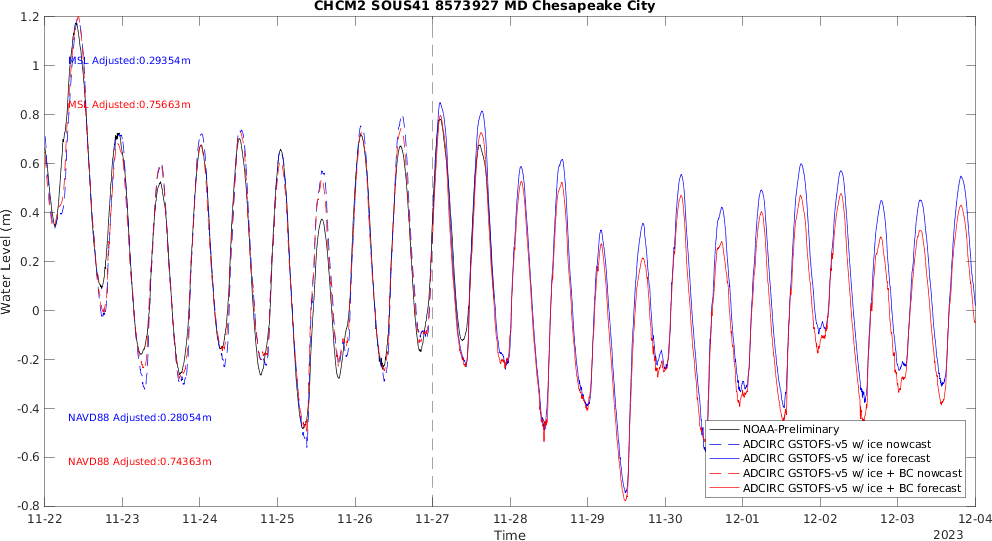 CHCM2 SOUS41 8573927 MD Chesapeake City
Water Level (m)
1.2
1
0.8
0.6
0.4
0.2
0
-0.2
-0.4
-0.6
-0.8
MSL Adjusted:0.29354m
MSL Adjusted:0.75663m
NAVD88 Adjusted:0.28054m
NAVD88 Adjusted:0.74363m
NOAA-Preliminary
ADCIRC GSTOFS-v5 w/ ice nowcast
ADCIRC GSTOFS-v5 w/ ice forecast
ADCIRC GSTOFS-v5 w/ ice + BC nowcast
ADCIRC GSTOFS-v5 w/ ice + BC forecast
11-22 11-23 11-24 11-25 11-26 11-27 11-28 11-29 11-30 12-01 12-02 12-03 12-04
Time
2023